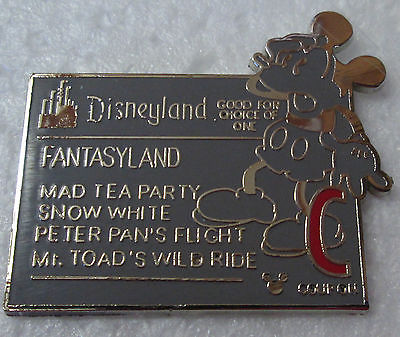 Disneyland
GOOD FOR
CHOICE OF
ONE
FANTASYLAND
MAD TEA PARTY
SNOW WHITE
PETER PAN'S FLIGHT
Mr. TOAD'S WILD RIDE
C
COUPON